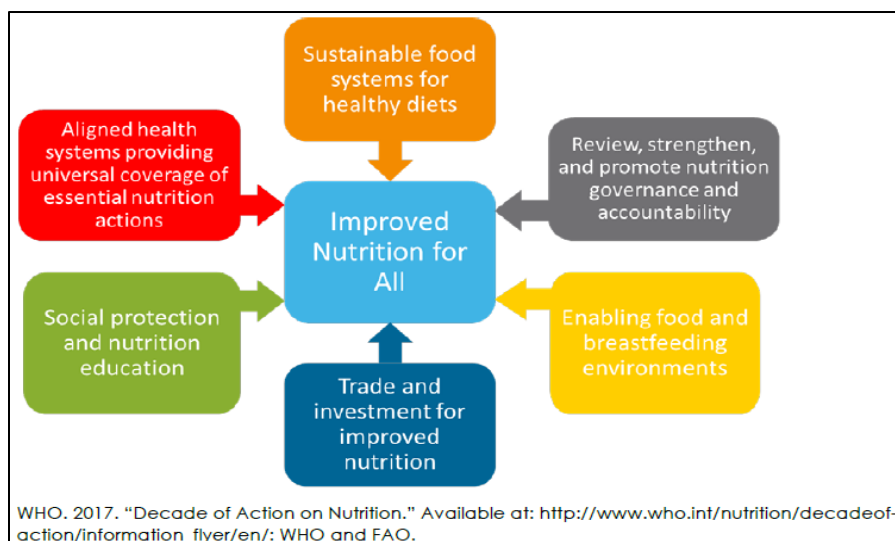 Sustainable food
systems for
healthy diets
Aligned health
systems providing
universal coverage of
essential nutrition
actions
Review, strengthen,
and promote nutrition
governance and
accountability
Improved
Nutrition for
All
Social protection
and nutrition
education
Enabling food and
breastfeeding
environments
Trade and
investment for
improved
nutrition
WHO. 2017. “Decade of Action on Nutrition.” Available at: http://www.who.int/nutrition/decadeof-
action/information_flyer/en/: WHO and FAO.